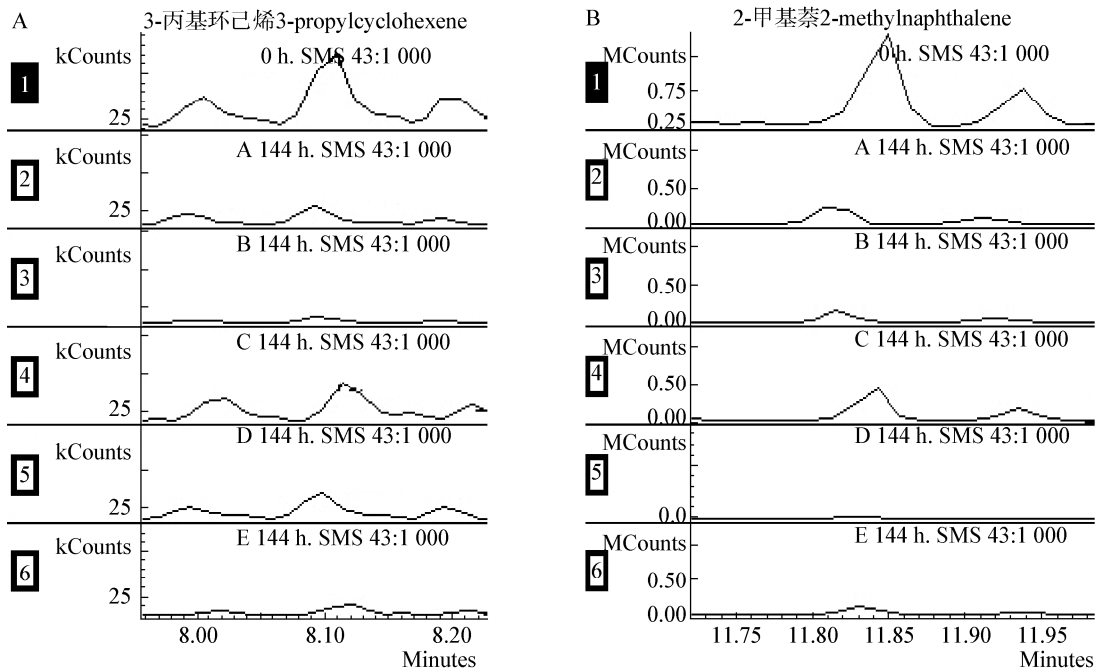 A
3-丙基环己烯3-propylcyclohexene
1
kCounts
25
0 h. SMS 43:1 000
2
kCounts
25
A 144 h. SMS 43:1 000
3
kCounts
B 144 h. SMS 43:1 000
4
kCounts
25
C 144 h. SMS 43:1 000
5
kCounts
25
D 144 h. SMS 43:1 000
6
kCounts
25
E 144 h. SMS 43:1 000
8.00 8.10 8.20
Minutes
B
2-甲基萘2-methylnaphthalene
1
MCounts
0.75
0.25
0 h. SMS 43:1 000
2
MCounts
0.50
0.00
A 144 h. SMS 43:1 000
3
MCounts
0.50
0.00
B 144 h. SMS 43:1 000
4
MCounts
0.50
0.00
C 144 h. SMS 43:1 000
5
MCounts
0.0
D 144 h. SMS 43:1 000
6
MCounts
0.50
0.00
E 144 h. SMS 43:1 000
11.75 11.80 11.85 11.90 11.95
Minutes